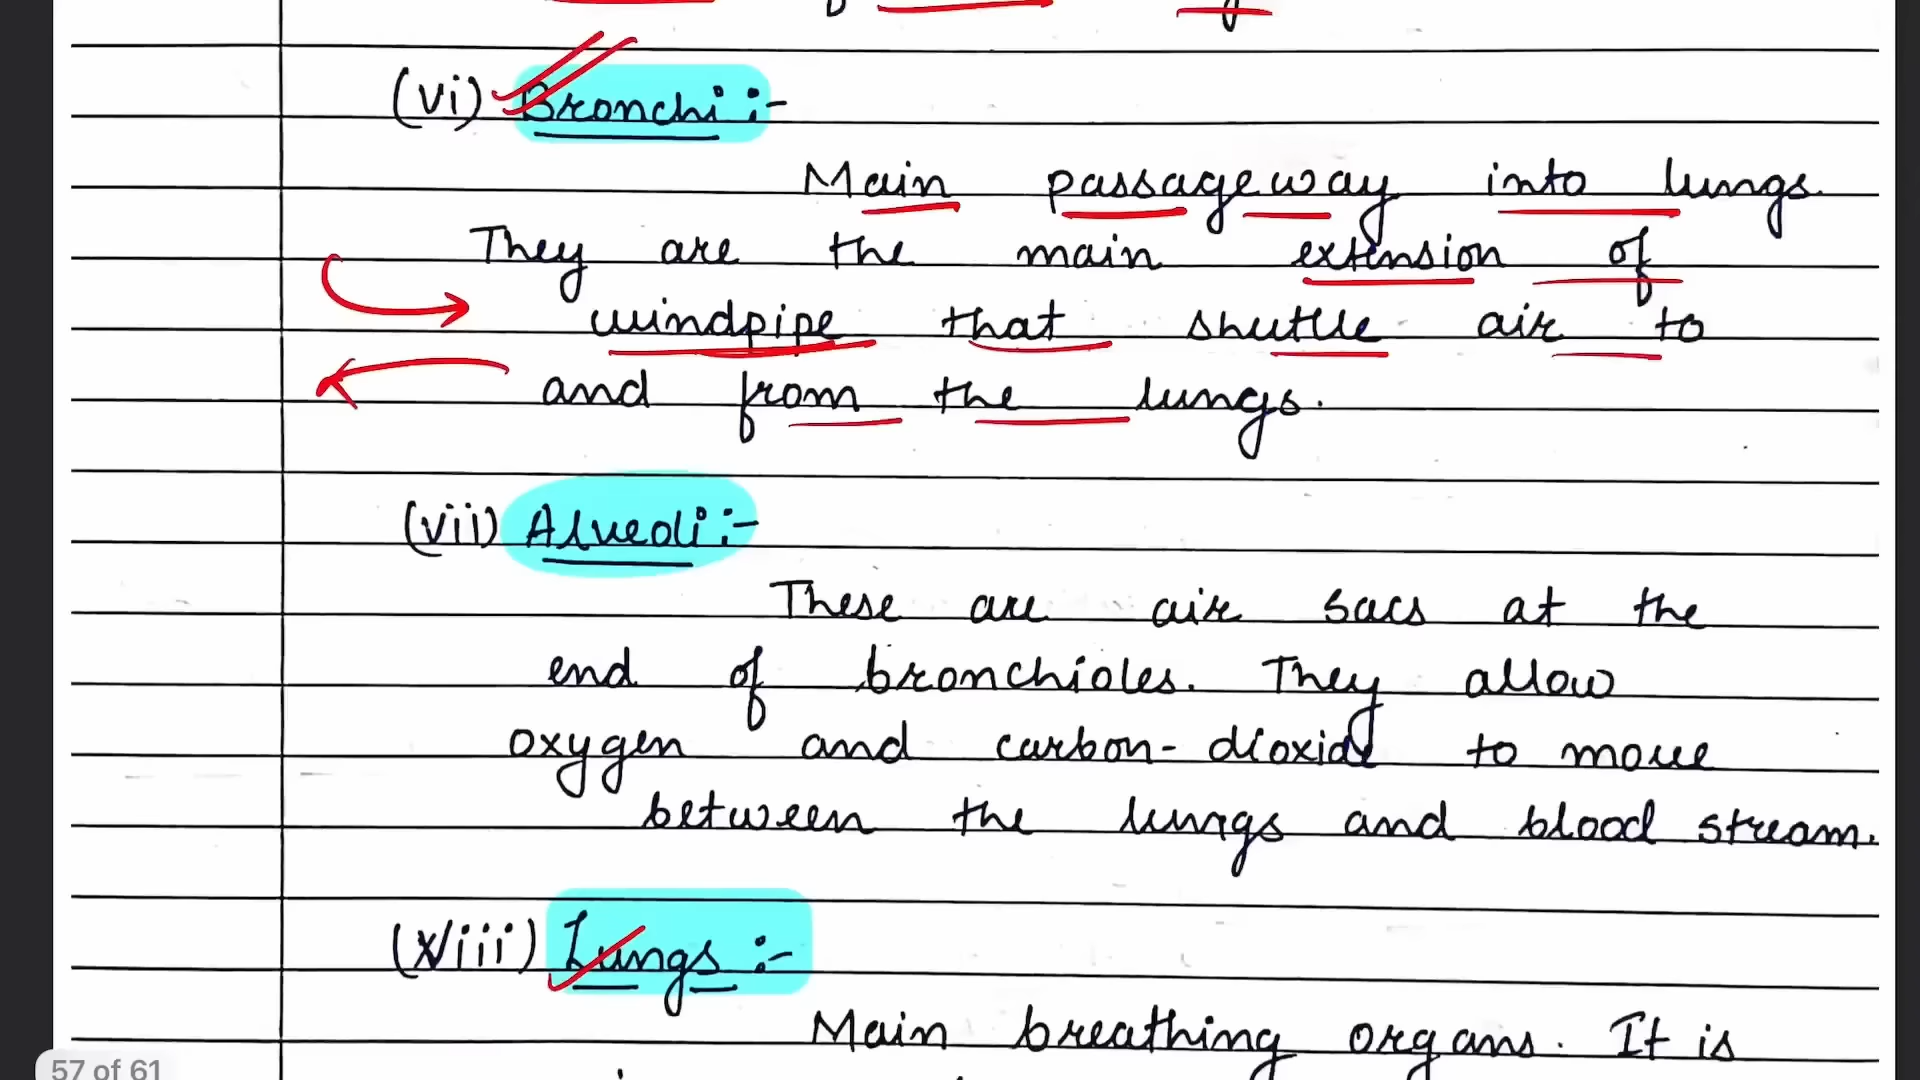 (vi) Bronchi :-
Main passageway into lungs.
They are the main extension of
windpipe that shuttle air to
and from the lungs.
(vii) Alveoli :-
These are air sacs at the
end of bronchioles. They allow
oxygen and carbon-dioxide to move
between the lungs and blood stream.
(viii) Lungs :-
Main breathing organs. It is
57 of 61